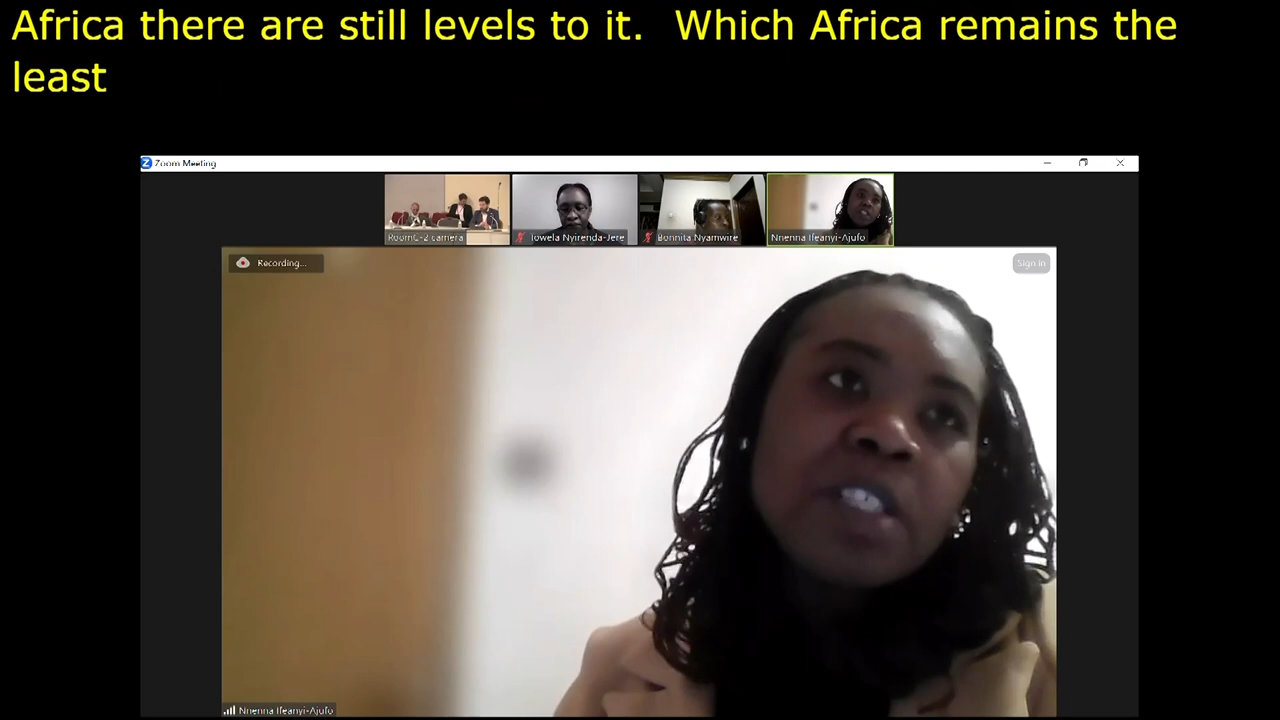 Africa there are still levels to it.  Which Africa remains the
least
Zoom Meeting
RoomC-2 camera
Towela Nyirenda-Jere
Bonnita Nyamwire
Nnenna Ifeanyi-Ajufo
Recording...
Sign in
Nnenna Ifeanyi-Ajufo